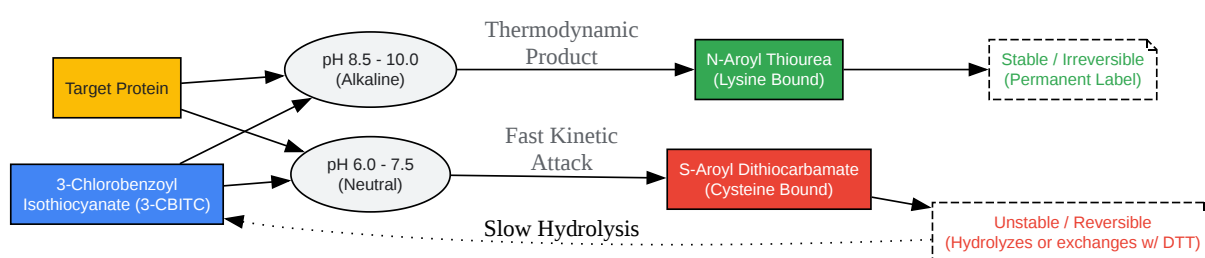 Target Protein
3-Chlorobenzoyl
Isothiocyanate (3-CBITC)
pH 8.5 - 10.0
(Alkaline)
pH 6.0 - 7.5
(Neutral)
Thermodynamic
Product
Fast Kinetic
Attack
N-Aroyl Thiourea
(Lysine Bound)
S-Aroyl Dithiocarbamate
(Cysteine Bound)
Stable / Irreversible
(Permanent Label)
Unstable / Reversible
(Hydrolyzes or exchanges w/ DTT)
Slow Hydrolysis